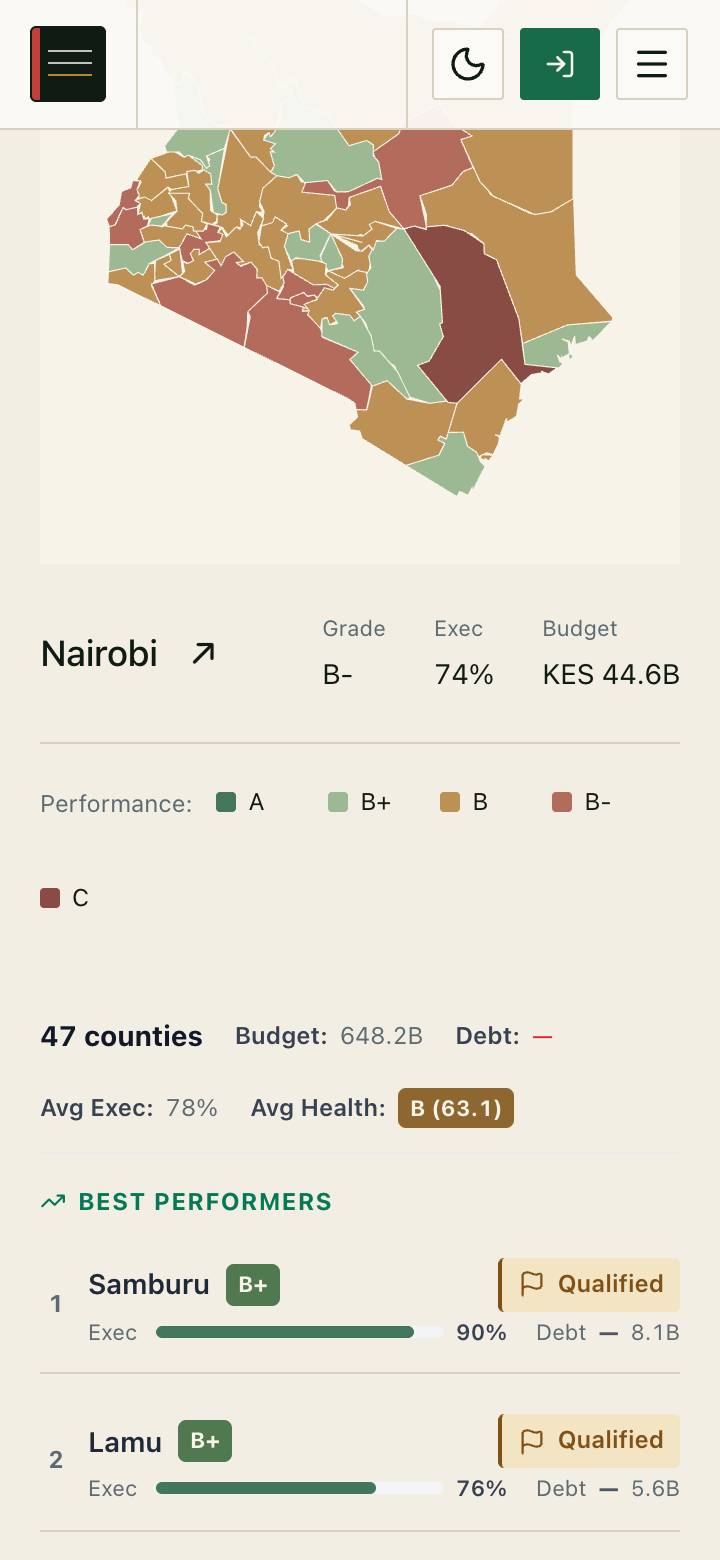 Nairobi
Grade Exec Budget
B- 74% KES 44.6B
Performance: A B+ B B-
C
47 counties Budget: 648.2B Debt: —
Avg Exec: 78% Avg Health: B (63.1)
BEST PERFORMERS
1 Samburu B+ Qualified
Exec 90% Debt — 8.1B
2 Lamu B+ Qualified
Exec 76% Debt — 5.6B